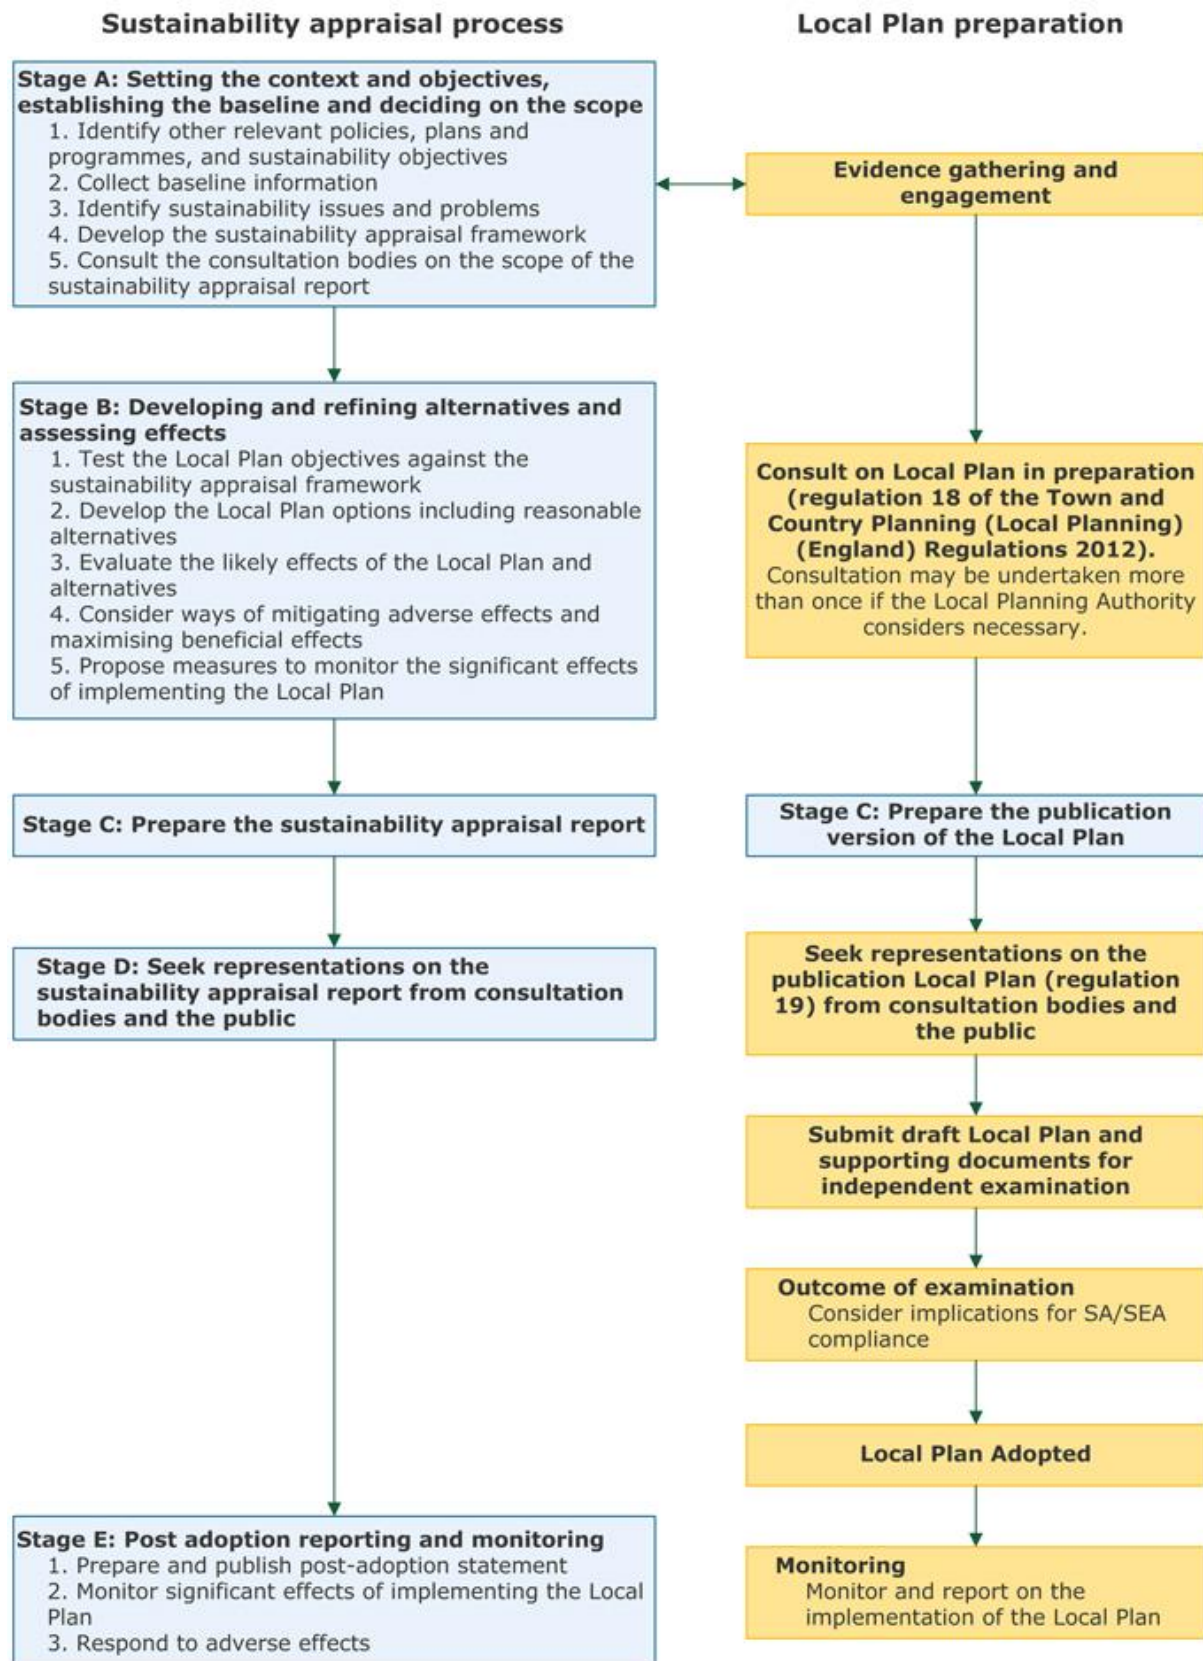 Sustainability appraisal process
Local Plan preparation
Stage A: Setting the context and objectives,
establishing the baseline and deciding on the scope
1. Identify other relevant policies, plans and
programmes, and sustainability objectives
2. Collect baseline information
3. Identify sustainability issues and problems
4. Develop the sustainability appraisal framework
5. Consult the consultation bodies on the scope of the
sustainability appraisal report
Evidence gathering and
engagement
Stage B: Developing and refining alternatives and
assessing effects
1. Test the Local Plan objectives against the
sustainability appraisal framework
2. Develop the Local Plan options including reasonable
alternatives
3. Evaluate the likely effects of the Local Plan and
alternatives
4. Consider ways of mitigating adverse effects and
maximising beneficial effects
5. Propose measures to monitor the significant effects
of implementing the Local Plan
Consult on Local Plan in preparation
(regulation 18 of the Town and
Country Planning (Local Planning)
(England) Regulations 2012).
Consultation may be undertaken more
than once if the Local Planning Authority
considers necessary.
Stage C: Prepare the sustainability appraisal report
Stage C: Prepare the publication
version of the Local Plan
Stage D: Seek representations on the
sustainability appraisal report from consultation
bodies and the public
Seek representations on the
publication Local Plan (regulation
19) from consultation bodies and
the public
Submit draft Local Plan and
supporting documents for
independent examination
Outcome of examination
Consider implications for SA/SEA
compliance
Local Plan Adopted
Stage E: Post adoption reporting and monitoring
1. Prepare and publish post-adoption statement
2. Monitor significant effects of implementing the Local
Plan
3. Respond to adverse effects
Monitoring
Monitor and report on the
implementation of the Local Plan